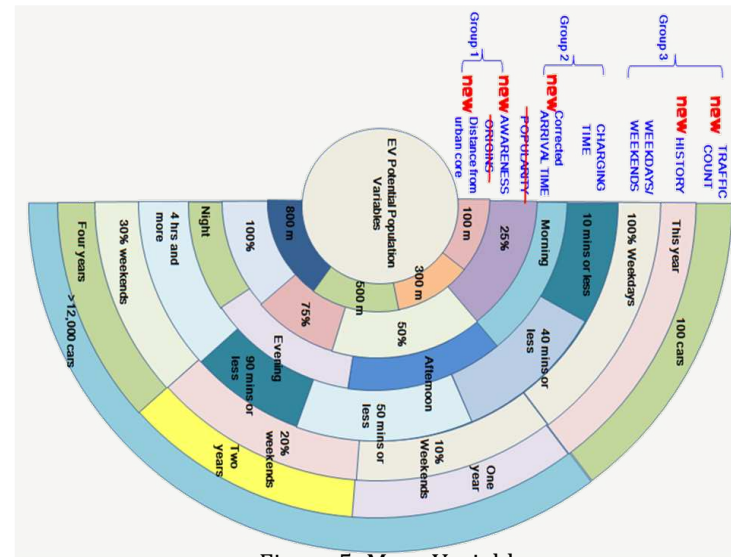 Group 1
Group 2
Group 3
new
Distance from
urban core
ORIGINS
new
AWARENESS
POPULARITY
new
Corrected
ARRIVAL TIME
CHARGING
TIME
WEEKDAYS/
WEEKENDS
new
HISTORY
new
TRAFFIC
COUNT
EV Potential Population
Variables
100 m
300 m
500 m
800 m
25%
50%
75%
100%
Morning
Afternoon
Evening
Night
10 mins or less
40 mins or
less
50 mins or
less
90 mins or
less
4 hrs and
more
100% Weekdays
10%
Weekends
20%
weekends
30% weekends
This year
One
year
Two
years
Four years
100 cars
>12,000 cars